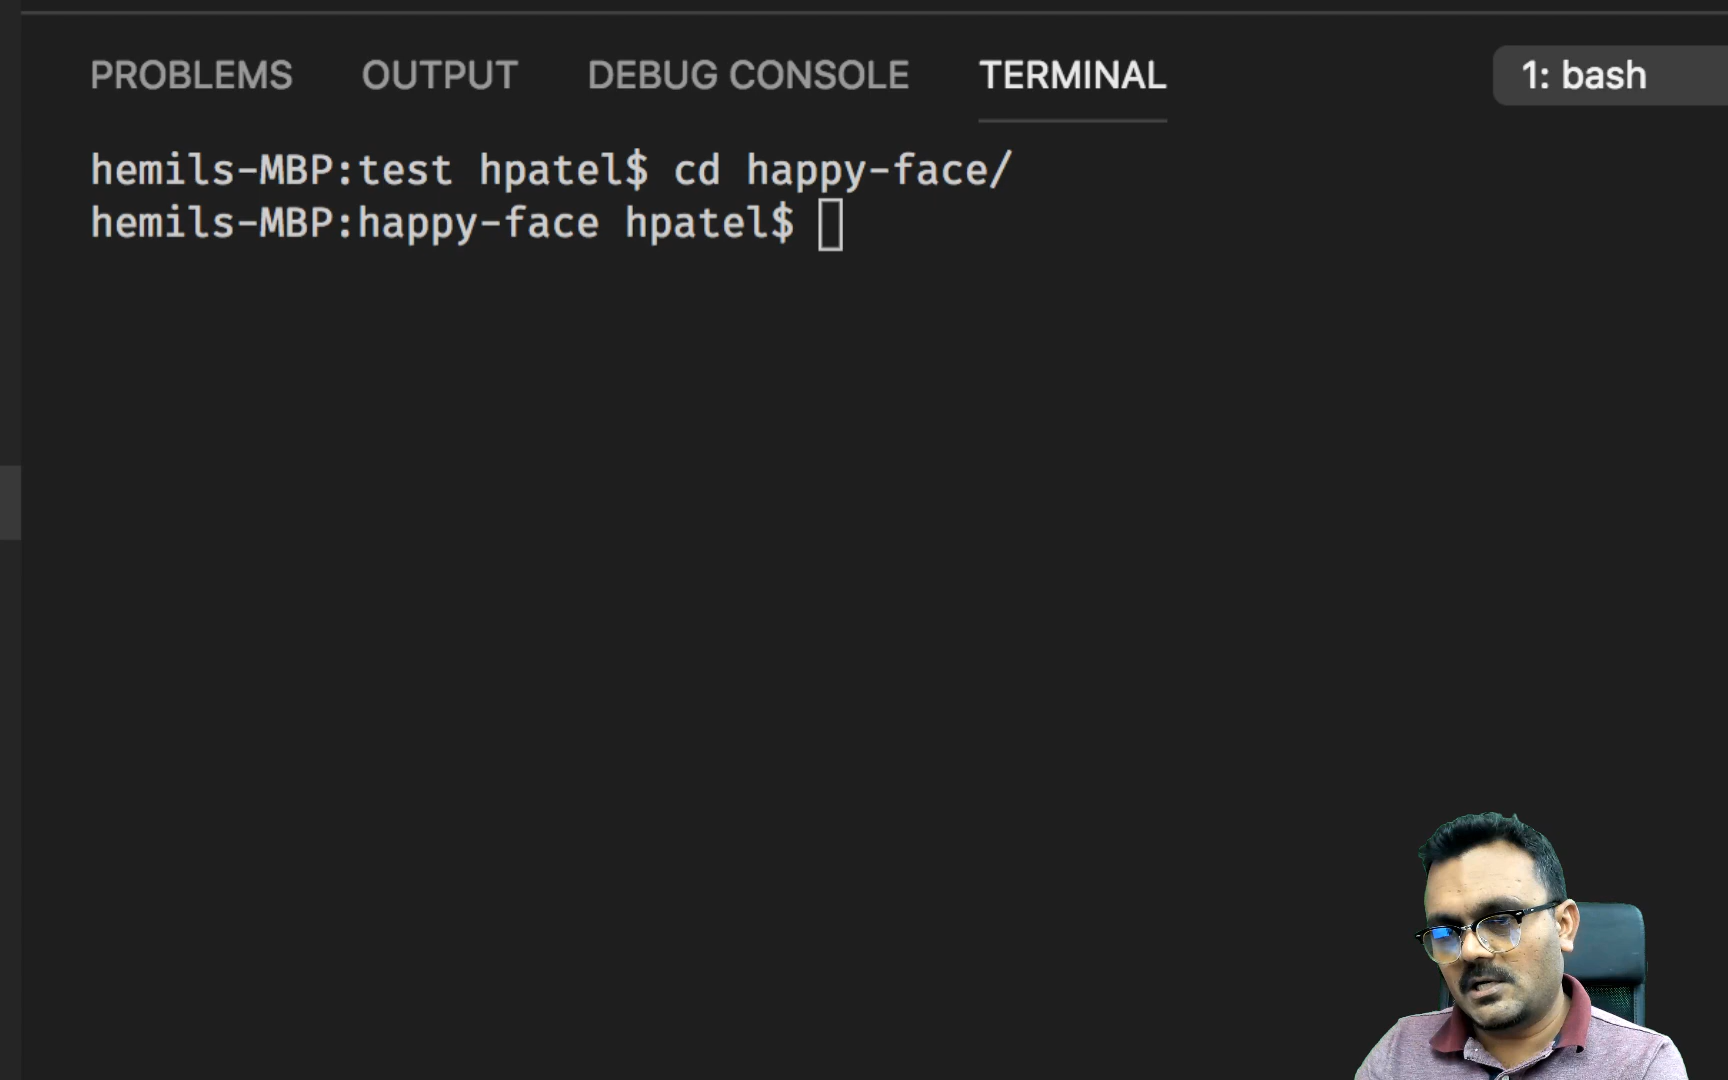 PROBLEMS OUTPUT DEBUG CONSOLE TERMINAL 1: bash
hemils-MBP:test hpatel$ cd happy-face/
hemils-MBP:happy-face hpatel$